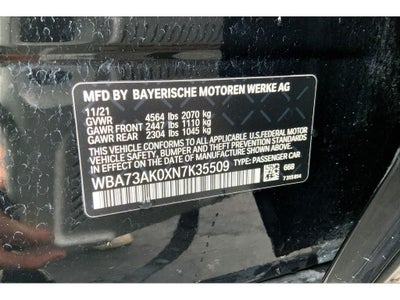 MFD BY BAYERISCHE MOTOREN WERKE AG
11/21
GVWR 4564 lbs 2070 kg
GAWR FRONT 2447 lbs 1110 kg
GAWR REAR 2304 lbs 1045 kg
THIS VEHICLE CONFORMS TO ALL APPLICABLE U.S.FEDERAL MOTOR
VEHICLE SAFETY, BUMPER, AND THEFT PREVENTION STANDARDS
IN EFFECT ON THE DATE OF MANUFACTURE SHOWN ABOVE.
WBA73AK0XN7K35509 TYPE: PASSENGER CAR
668
7315894